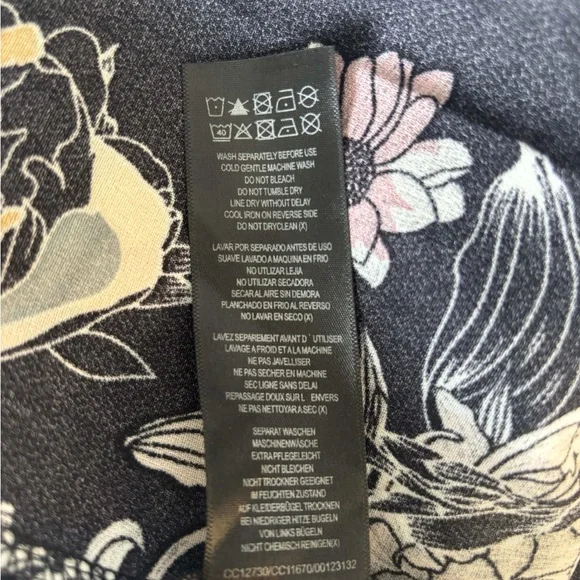 40
WASH SEPARATELY BEFORE USE
COLD GENTLE MACHINE WASH
DO NOT BLEACH
DO NOT TUMBLE DRY
LINE DRY WITHOUT DELAY
COOL IRON ON REVERSE SIDE
DO NOT DRYCLEAN (X)
LAVAR POR SEPARADO ANTES DE USO
SUAVE LAVADO A MAQUINA EN FRIO
NO UTILIZAR LEJIA
NO UTILIZAR SECADORA
SECAR AL AIRE SIN DEMORA
PLANCHADO EN FRIO AL REVERSO
NO LAVAR EN SECO (X)
LAVEZ SEPAREMENT AVANT D´ UTILISER
LAVAGE A FROID ET A LA MACHINE
NE PAS JAVELLISER
NE PAS SECHER EN MACHINE
SEC LIGNE SANS DELAI
REPASSAGE DOUX SUR L´ ENVERS
NE PAS NETTOYAR A SEC (X)
SEPARAT WASCHEN
MASCHINENWÄSCHE
EXTRA PFLEGELEICHT
NICHT BLEICHEN
NICHT TROCKNER GEEIGNET
IM FEUCHTEN ZUSTAND
AUF KLEIDERBÜGEL TROCKNEN
BEI NIEDRIGER HITZE BÜGELN
VON LINKS BÜGELN
NICHT CHEMISCH REINIGEN(X)
CC12730/CC11670/00123132